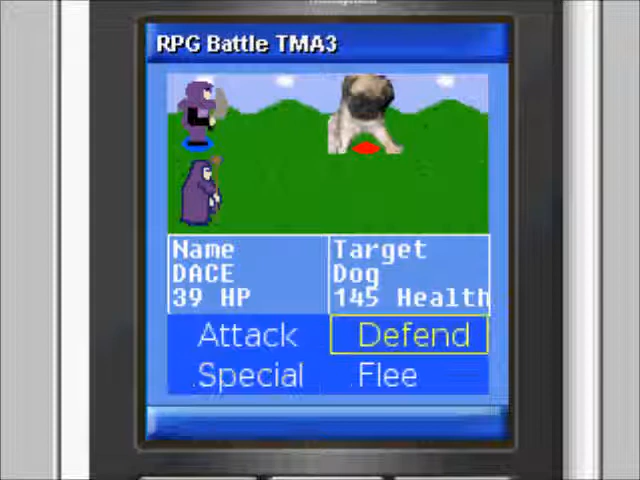 RPG Battle TMA3
Name
DACE
39 HP
Target
Dog
145 Health
Attack
Defend
Special
Flee